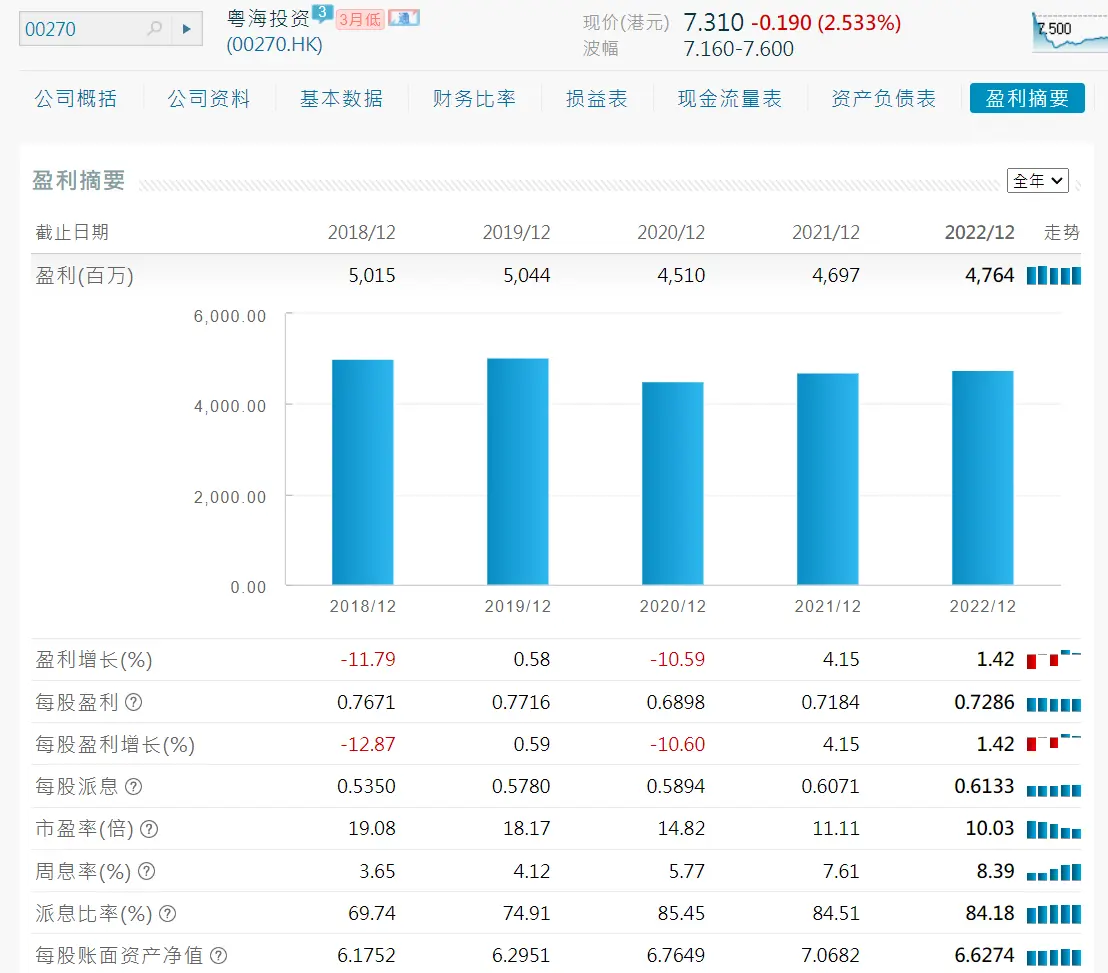 00270
粤海投资 3 3月低
(00270.HK)
现价(港元) 7.310 -0.190 (2.533%)
波幅 7.160-7.600
7.500
公司概括 公司资料 基本数据 财务比率 损益表 现金流量表 资产负债表 盈利摘要
盈利摘要 全年
截止日期 2018/12 2019/12 2020/12 2021/12 2022/12 走势
盈利(百万) 5,015 5,044 4,510 4,697 4,764
6,000.00
4,000.00
2,000.00
0.00
2018/12 2019/12 2020/12 2021/12 2022/12
盈利增长(%) -11.79 0.58 -10.59 4.15 1.42
每股盈利 ? 0.7671 0.7716 0.6898 0.7184 0.7286
每股盈利增长(%) -12.87 0.59 -10.60 4.15 1.42
每股派息 ? 0.5350 0.5780 0.5894 0.6071 0.6133
市盈率(倍) ? 19.08 18.17 14.82 11.11 10.03
周息率(%) ? 3.65 4.12 5.77 7.61 8.39
派息比率(%) ? 69.74 74.91 85.45 84.51 84.18
每股账面资产净值 ? 6.1752 6.2951 6.7649 7.0682 6.6274